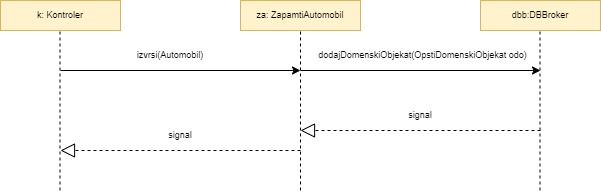 k: Kontroler
za: ZapamtiAutomobil
dbb:DBBroker
izvrsi(Automobil)
dodajDomenskiObjekat(OpstiDomenskiObjekat odo)
signal
signal